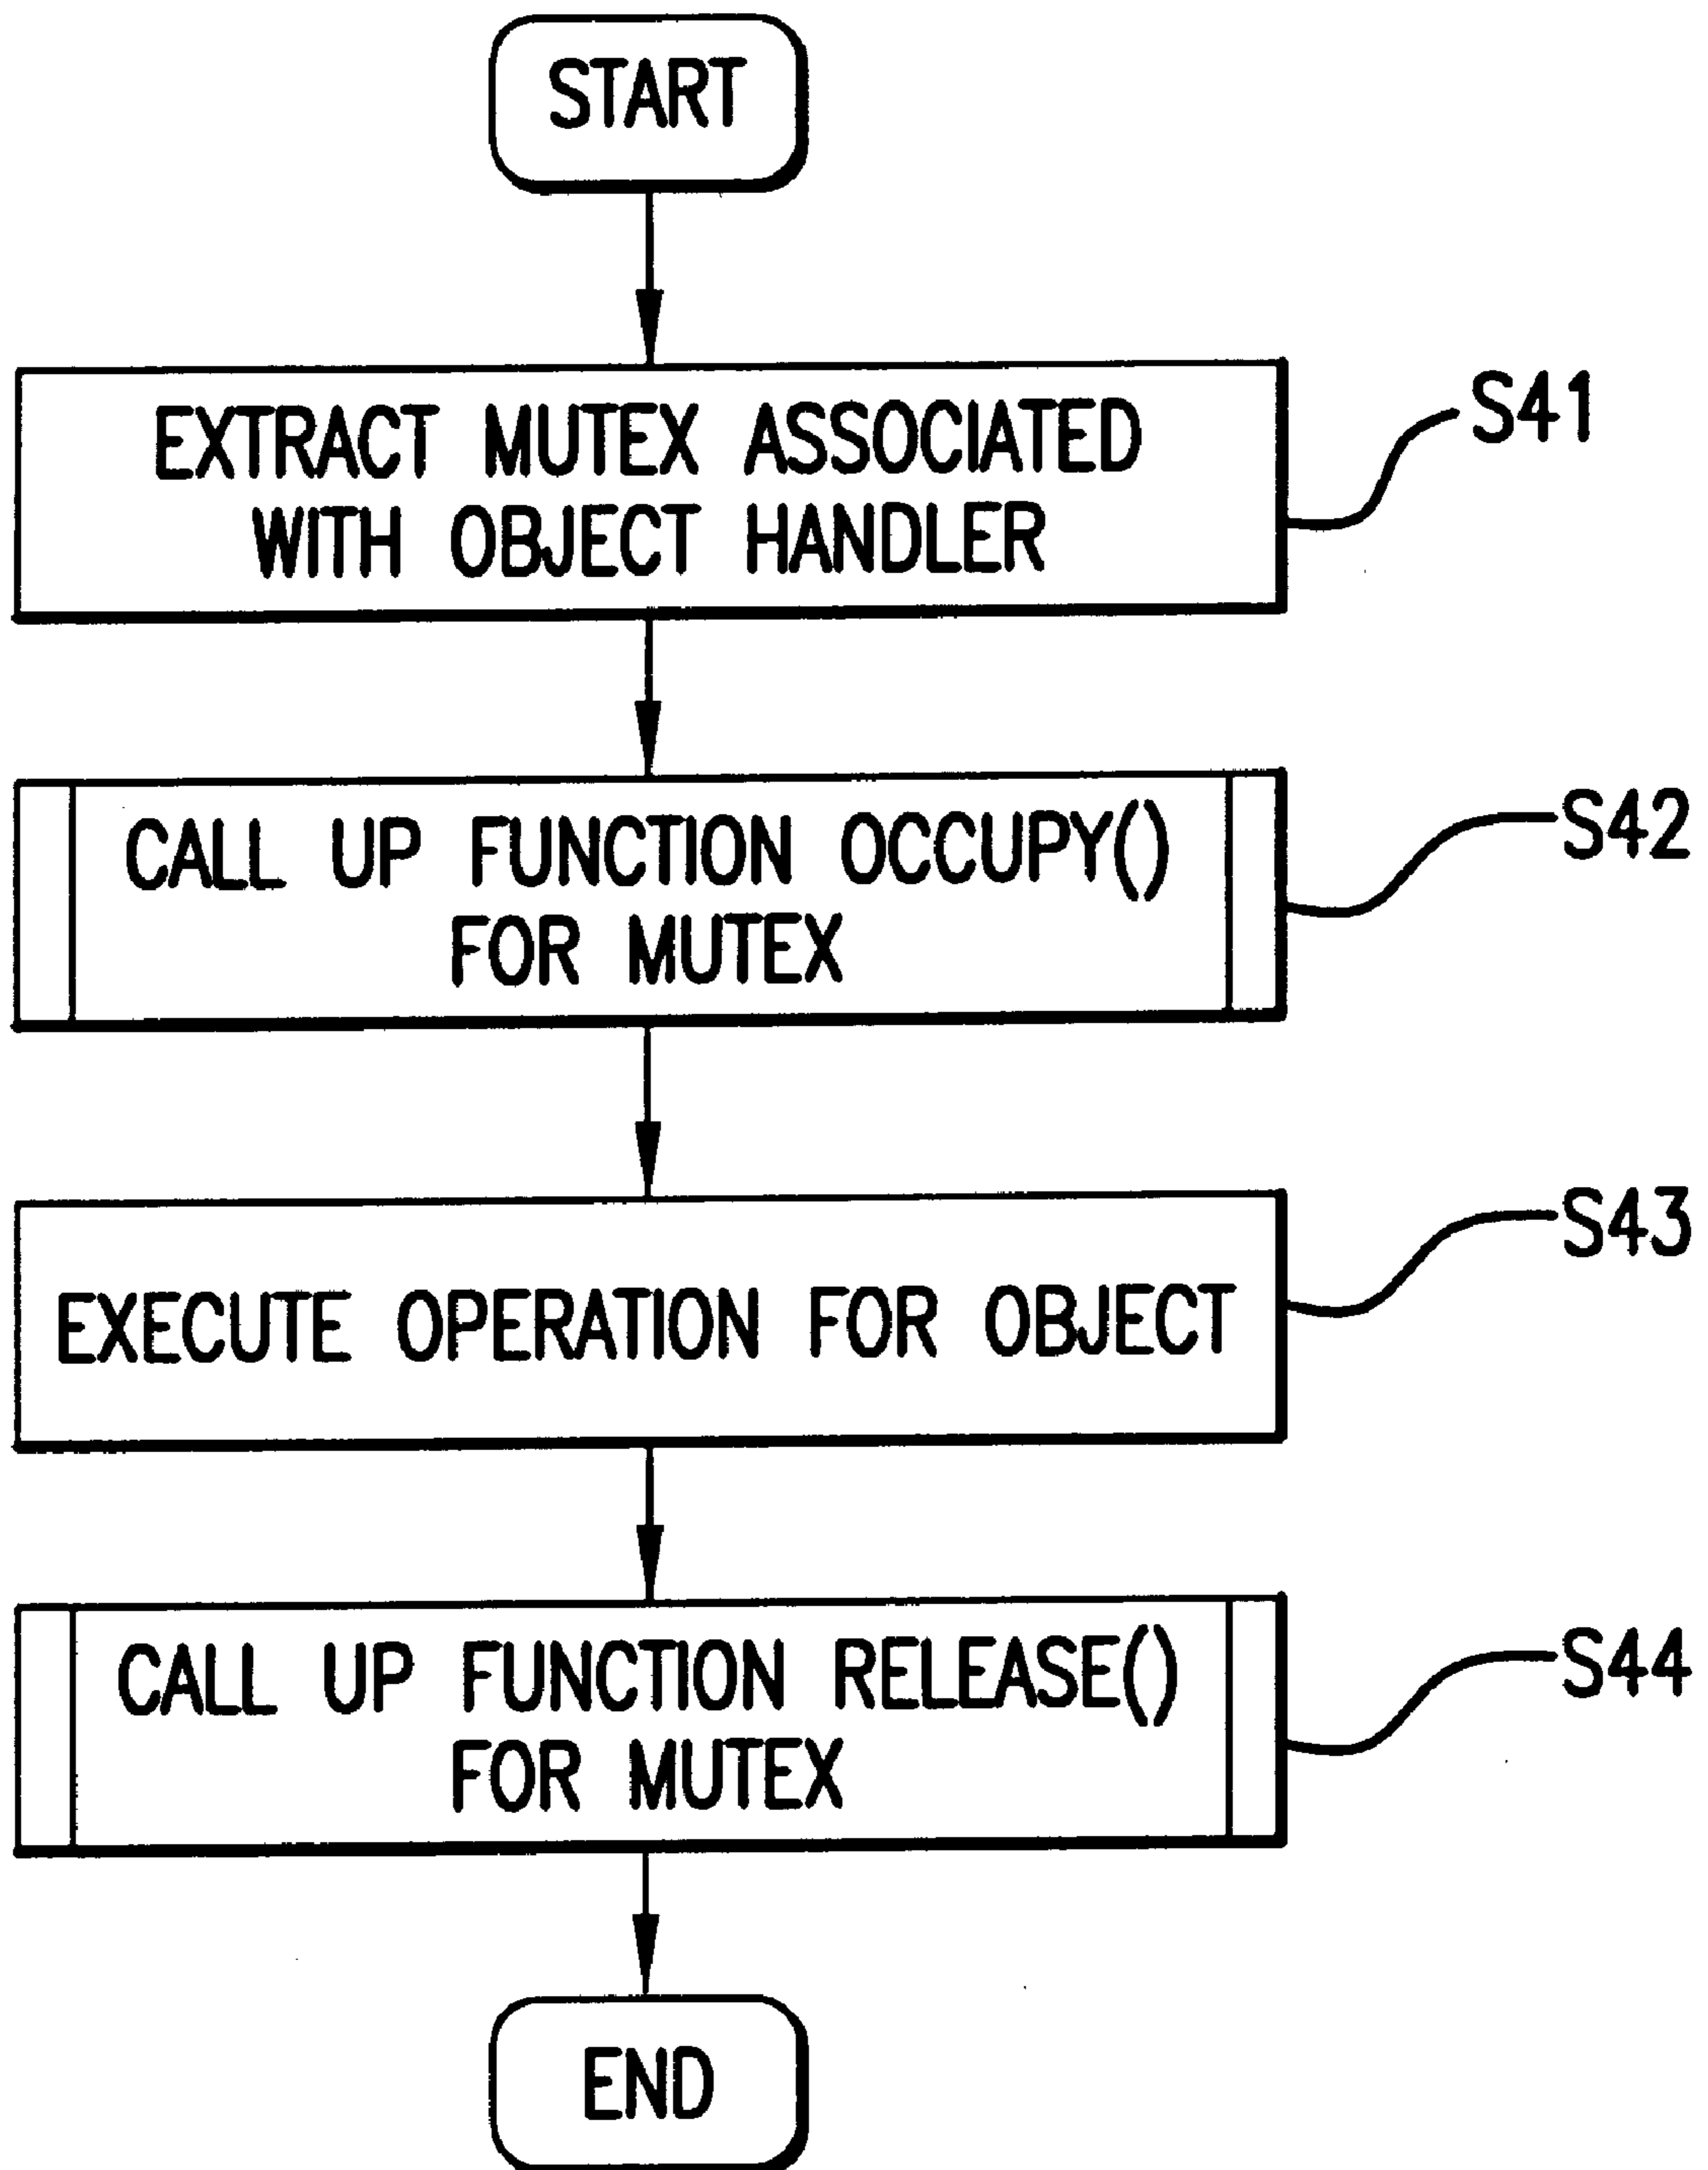 START
EXTRACT MUTEX ASSOCIATED
WITH OBJECT HANDLER
S41
CALL UP FUNCTION OCCUPY()
FOR MUTEX
S42
EXECUTE OPERATION FOR OBJECT
S43
CALL UP FUNCTION RELEASE()
FOR MUTEX
S44
END